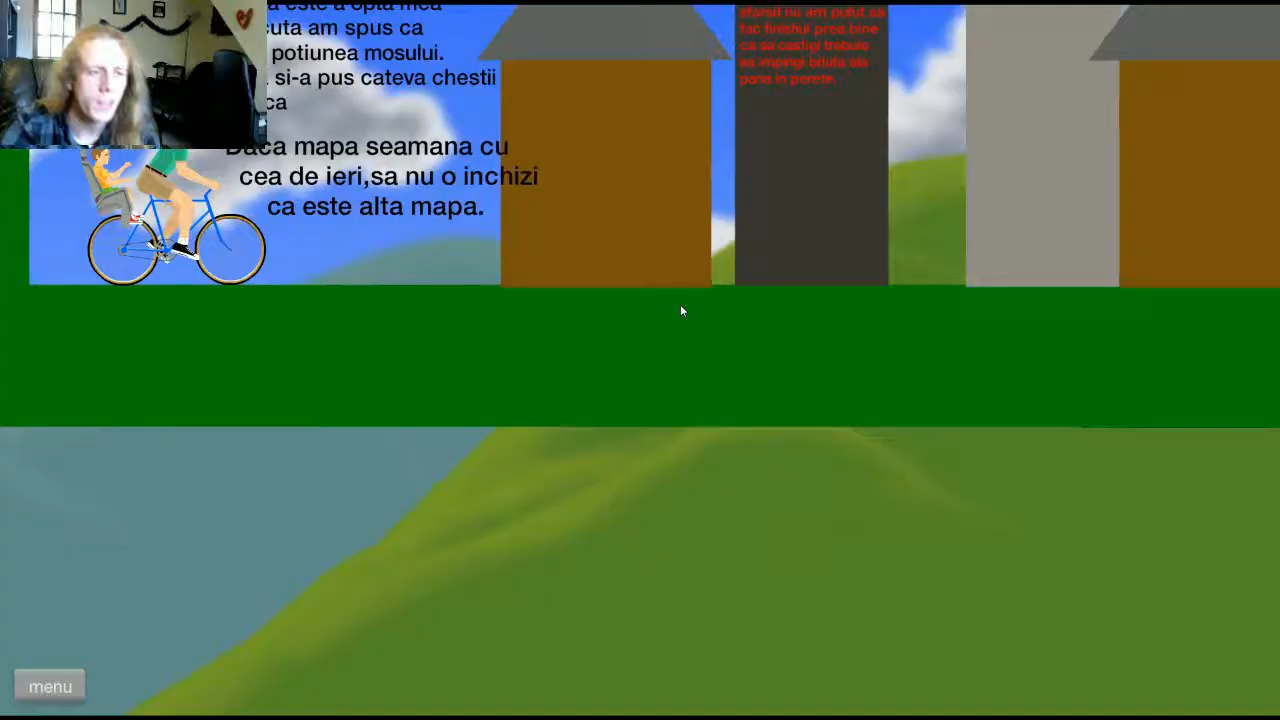 a este a opta mea
cuta am spus ca
potiunea mosului.
si-a pus cateva chestii
ca
Daca mapa seamana cu
cea de ieri,sa nu o inchizi
ca este alta mapa.
sfarsit nu am putut sa
fac finishul prea bine
ca sa castigi trebuie
sa impingi bituta aia
pana in perete.
menu